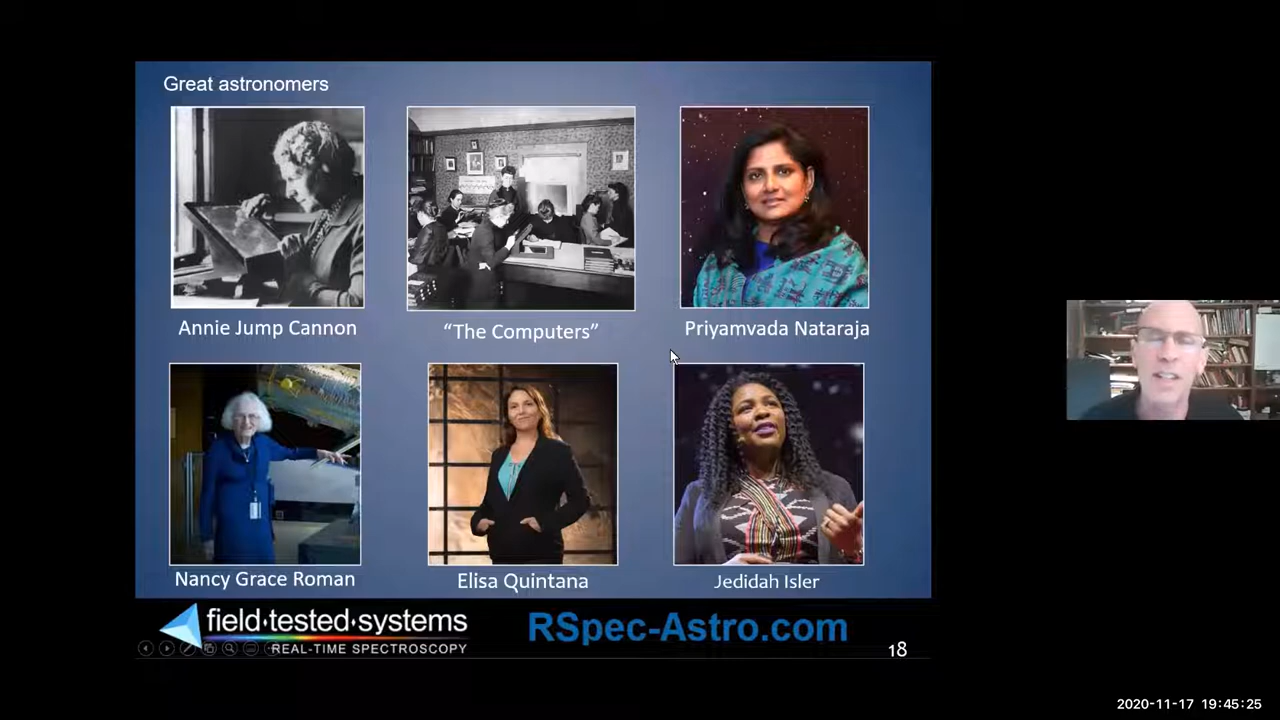 Great astronomers
Annie Jump Cannon
“The Computers”
Priyamvada Nataraja
Nancy Grace Roman
Elisa Quintana
Jedidah Isler
field·tested·systems
REAL-TIME SPECTROSCOPY
RSpec-Astro.com
18
2020-11-17 19:45:25